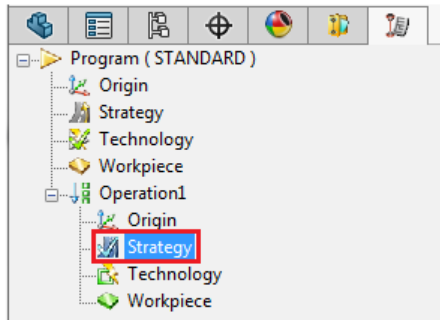 Program ( STANDARD )
Origin
Strategy
Technology
Workpiece
Operation1
Origin
Strategy
Technology
Workpiece